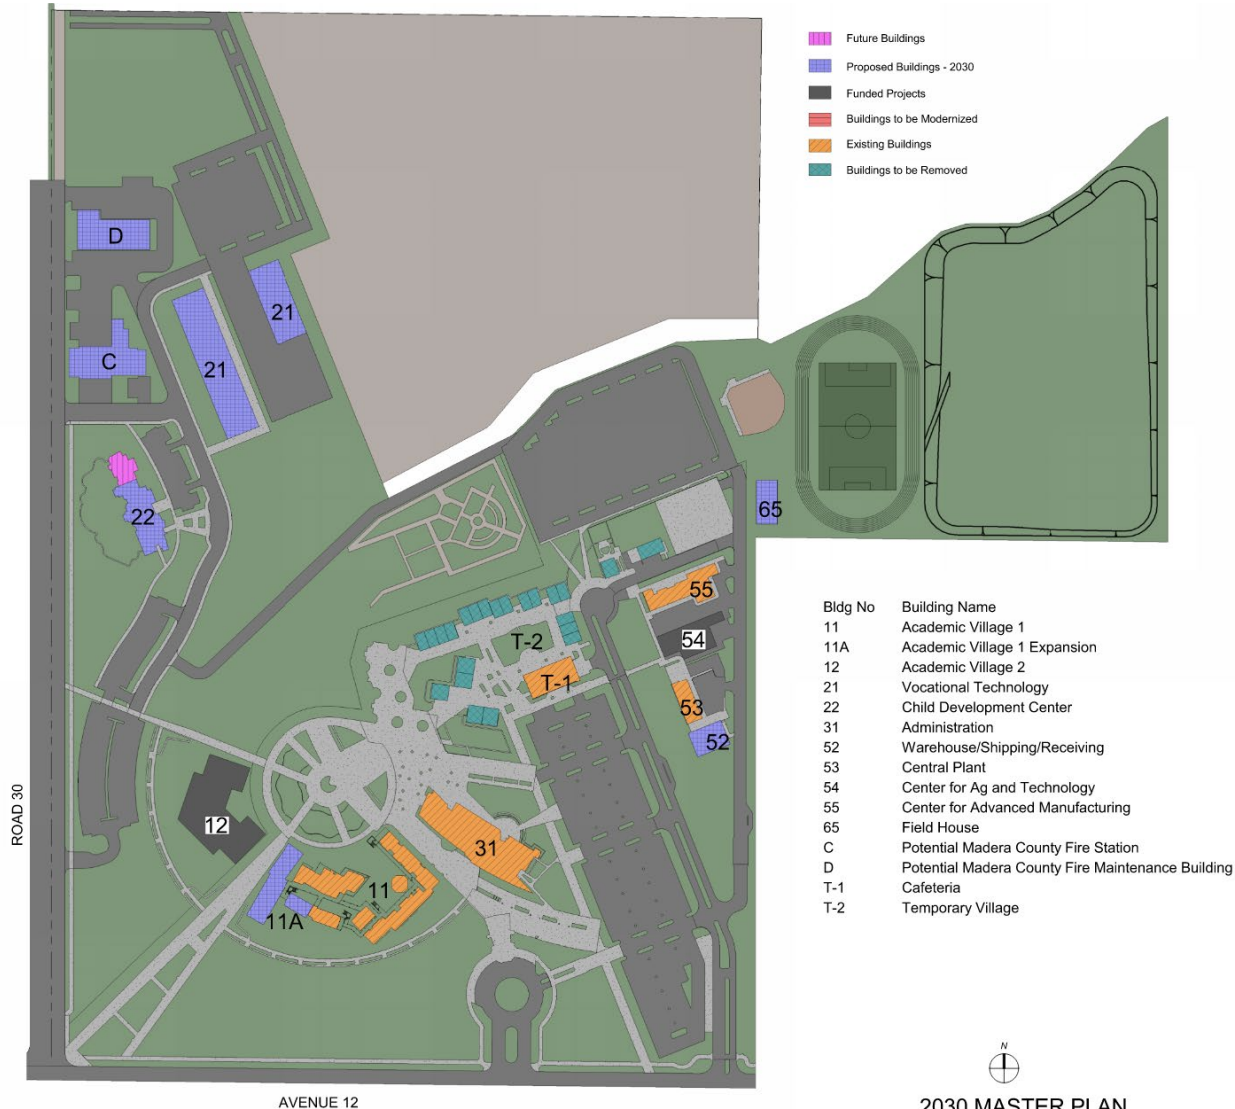 Future Buildings
Proposed Buildings - 2030
Funded Projects
Buildings to be Modernized
Existing Buildings
Buildings to be Removed
D
21
C
21
22
65
55
54
T-2
T-1
53
52
12
31
11
11A
ROAD 30
AVENUE 12
Bldg No Building Name
11 Academic Village 1
11A Academic Village 1 Expansion
12 Academic Village 2
21 Vocational Technology
22 Child Development Center
31 Administration
52 Warehouse/Shipping/Receiving
53 Central Plant
54 Center for Ag and Technology
55 Center for Advanced Manufacturing
65 Field House
C Potential Madera County Fire Station
D Potential Madera County Fire Maintenance Building
T-1 Cafeteria
T-2 Temporary Village
N
2030 MASTER PLAN